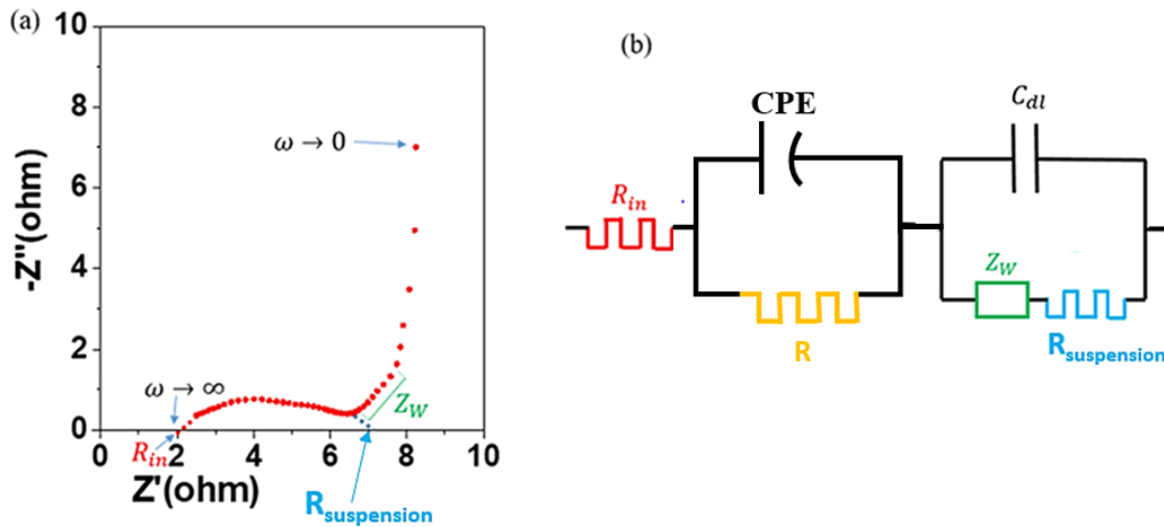 (a)
10
8
6
4
2
0
-Z''(ohm)
ω → 0
ω → ∞
R_in
Z_W
0
2
4
6
8
10
Z'(ohm)
R_suspension
(b)
CPE
C_dl
R_in
Z_W
R
R_suspension